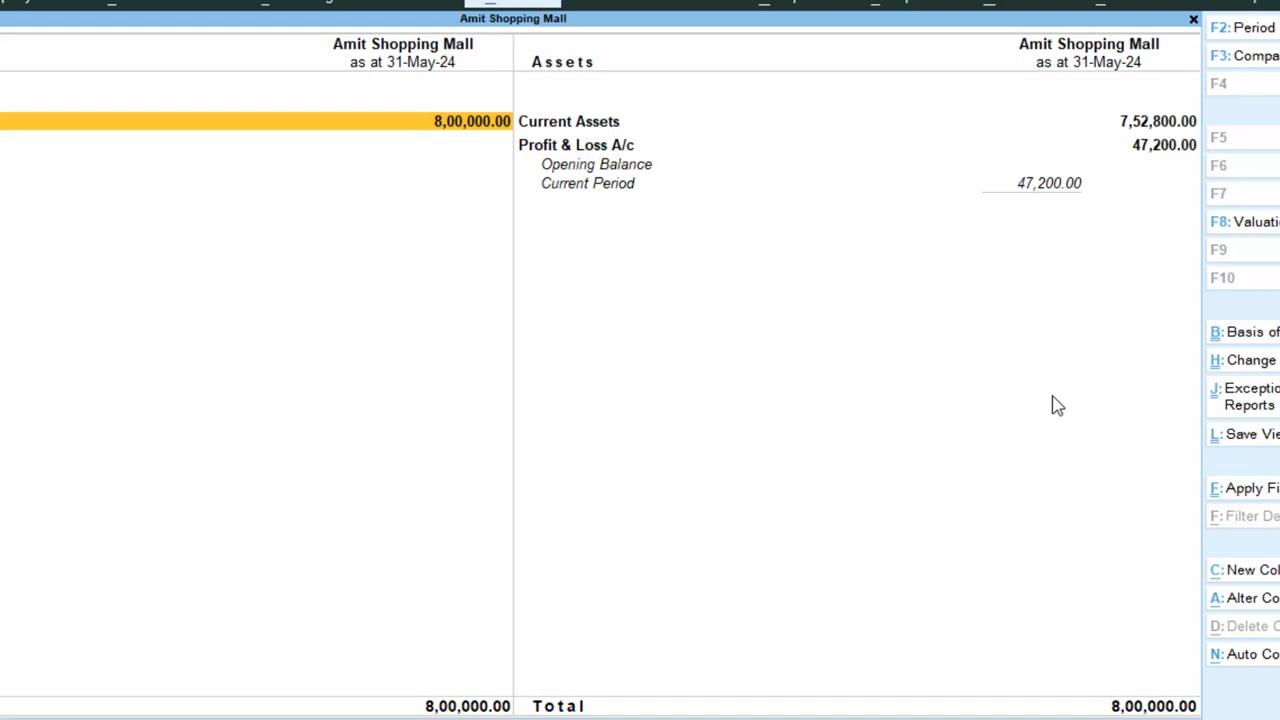 Amit Shopping Mall
Amit Shopping Mall
as at 31-May-24
Assets
Amit Shopping Mall
as at 31-May-24
8,00,000.00
Current Assets 7,52,800.00
Profit & Loss A/c 47,200.00
Opening Balance
Current Period 47,200.00
8,00,000.00
Total 8,00,000.00
F2: Period
F3: Compa
F4
F5
F6
F7
F8: Valuati
F9
F10
B: Basis of
H: Change
J: Exceptio
Reports
L: Save Vie
E: Apply Fi
F: Filter De
C: New Col
A: Alter Co
D: Delete C
N: Auto Co